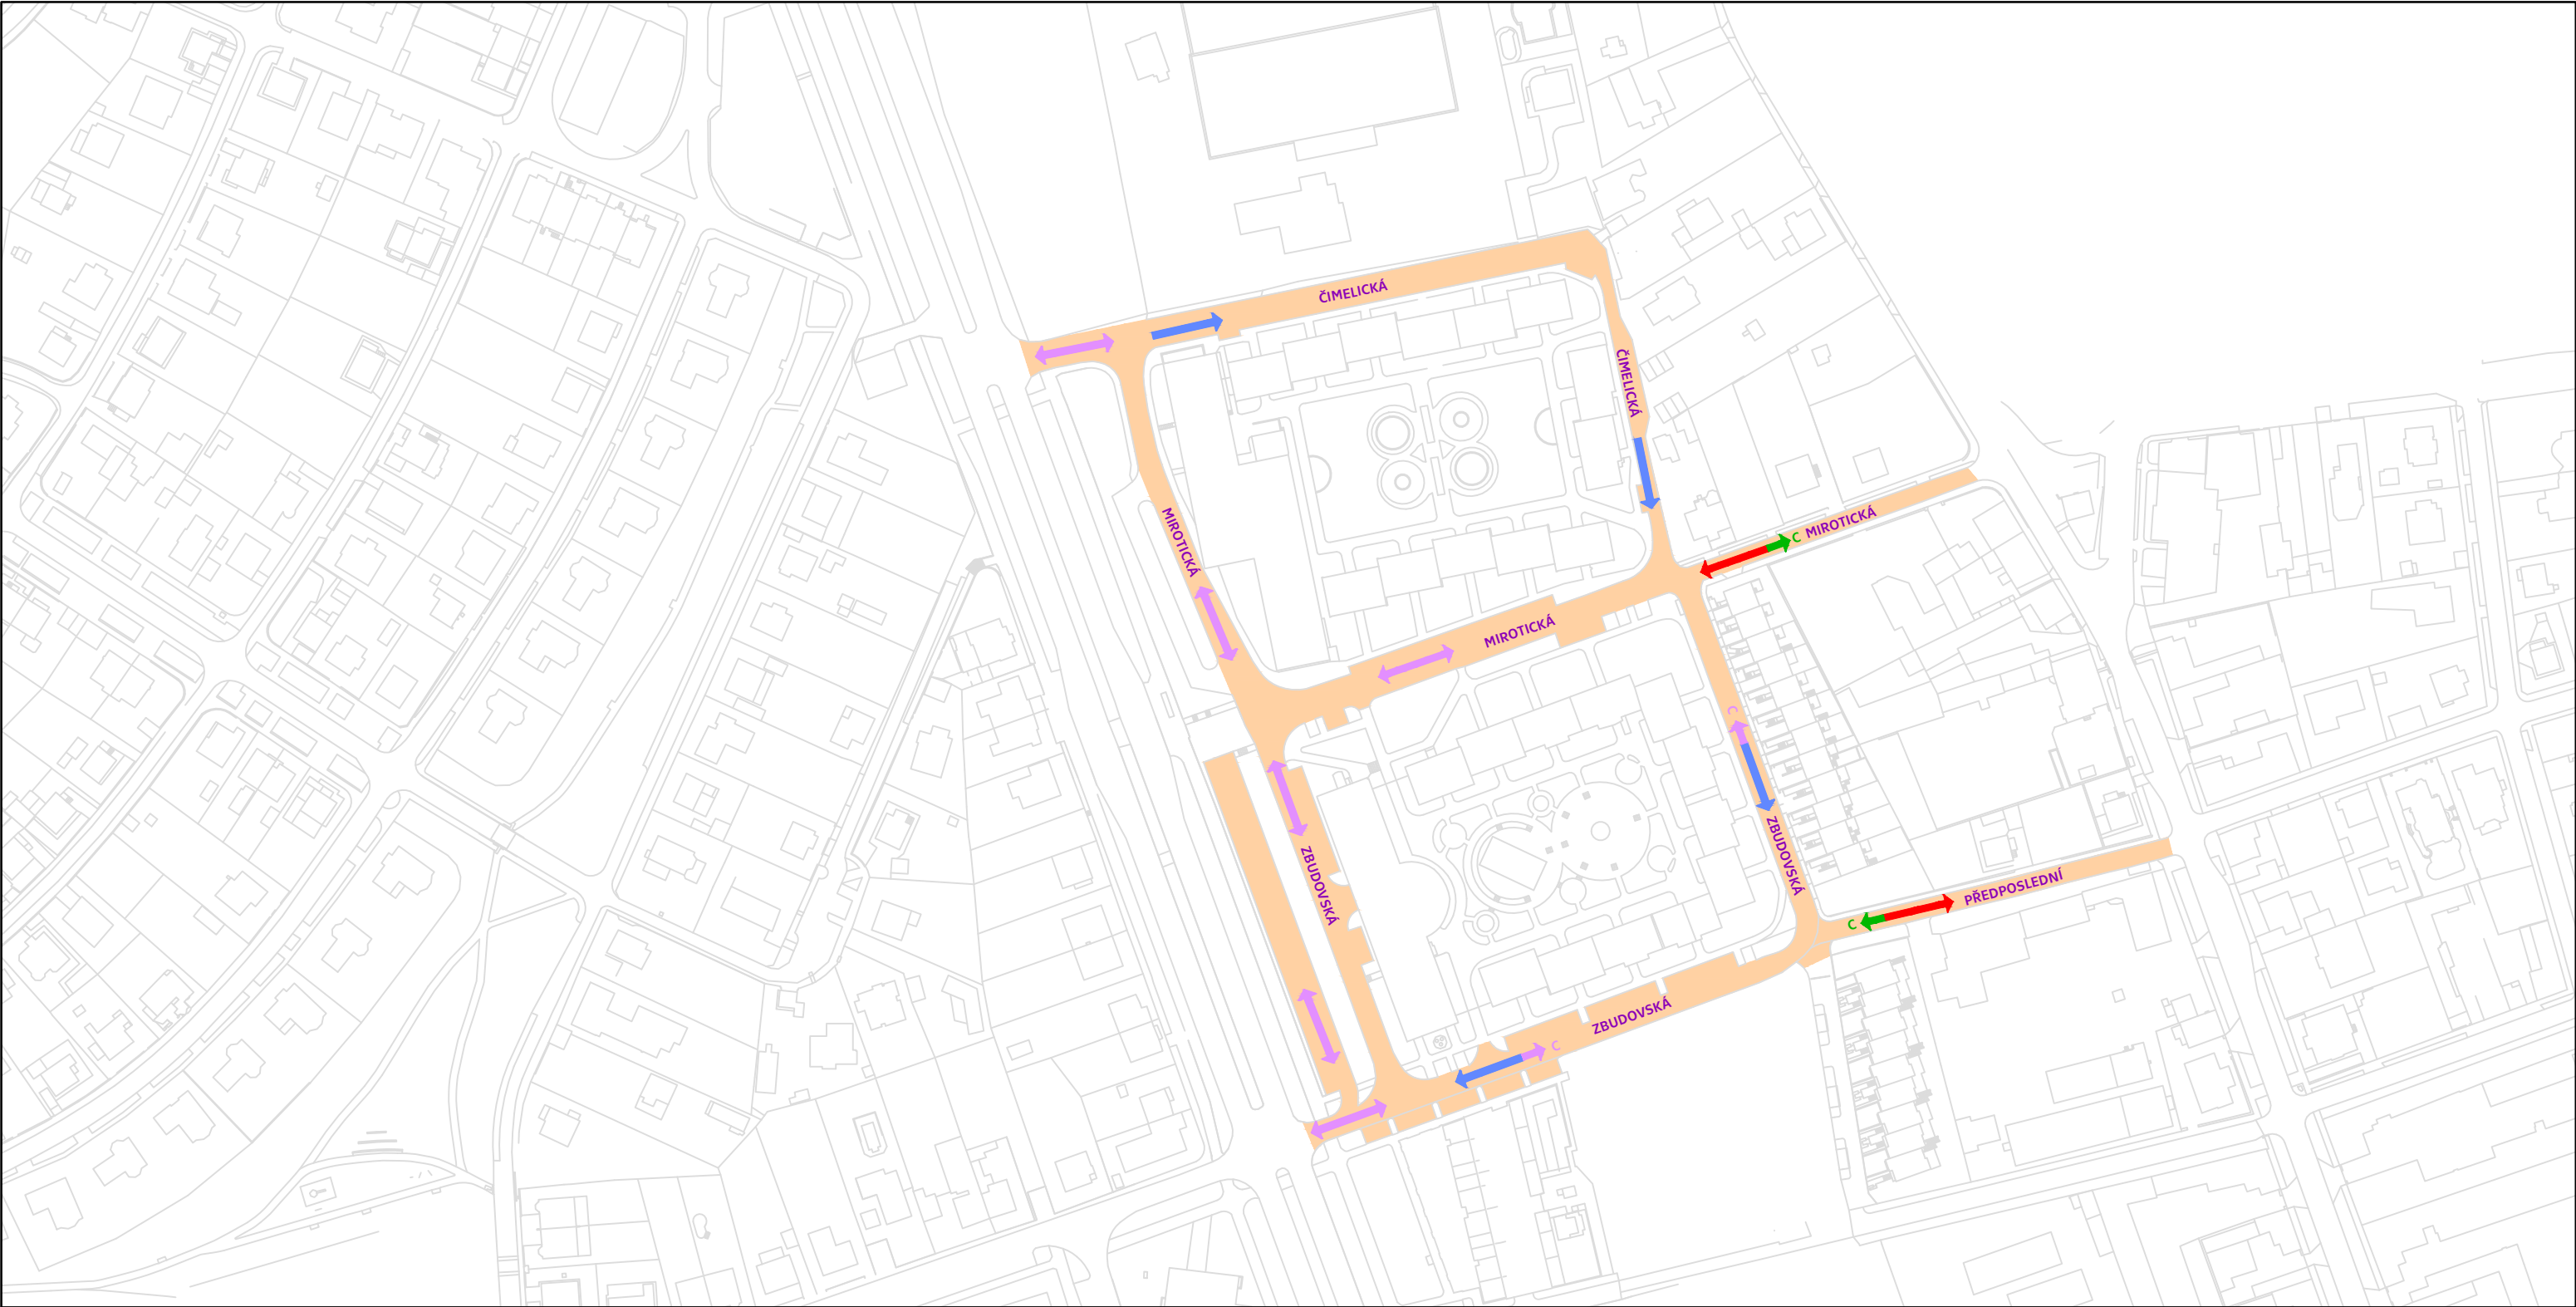 ČIMELICKÁ
ČIMELICKÁ
MIROTICKÁ
C MIROTICKÁ
MIROTICKÁ
C
ZBUDOVSKÁ
ZBUDOVSKÁ
C PŘEDPOSLEDNÍ
ZBUDOVSKÁ
C